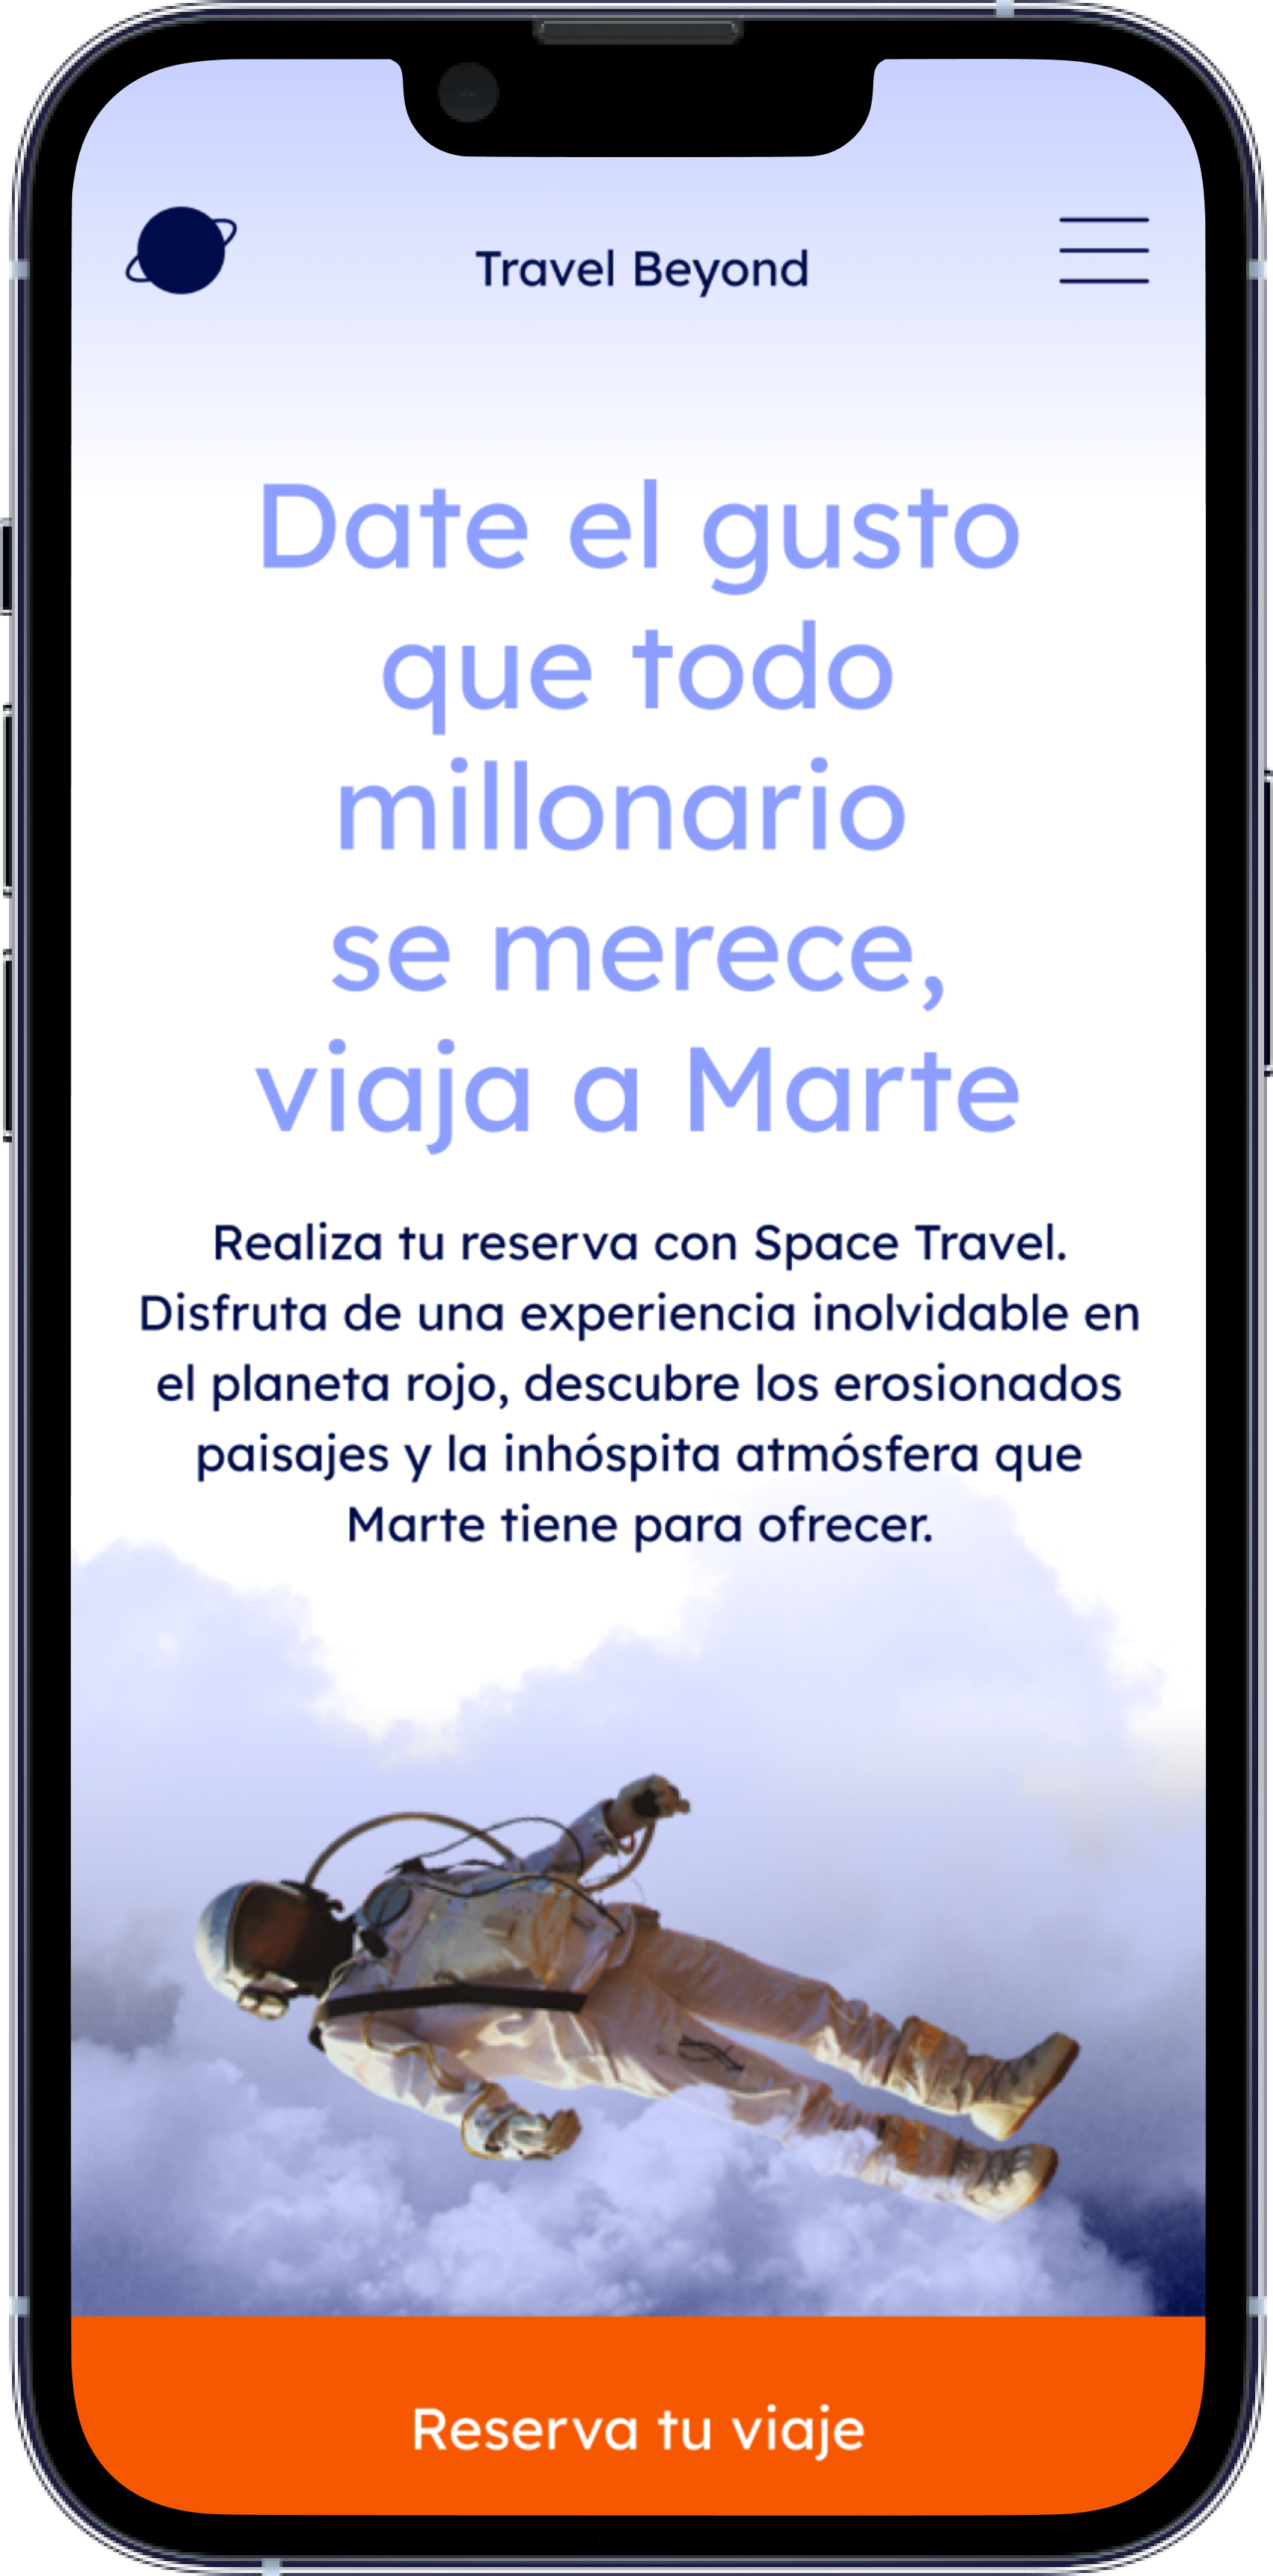 Travel Beyond
Date el gusto
que todo
millonario
se merece,
viaja a Marte
Realiza tu reserva con Space Travel.
Disfruta de una experiencia inolvidable en
el planeta rojo, descubre los erosionados
paisajes y la inhóspita atmósfera que
Marte tiene para ofrecer.
Reserva tu viaje